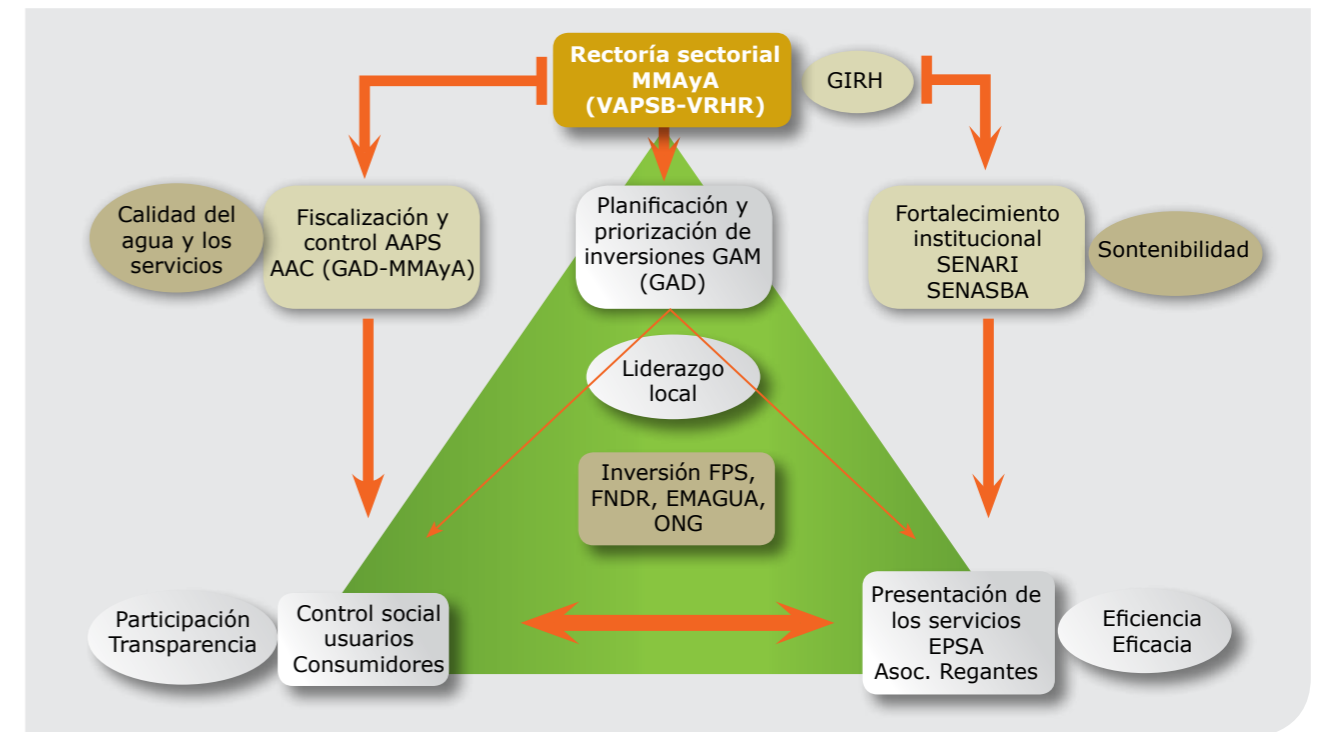 Rectoría sectorial
MMAyA
(VAPSB-VRHR)
GIRH
Calidad del
agua y los
servicios
Fiscalización y
control AAPS
AAC (GAD-MMAyA)
Planificación y
priorización de
inversiones GAM
(GAD)
Fortalecimiento
institucional
SENARI
SENASBA
Sontenibilidad
Liderazgo
local
Inversión FPS,
FNDR, EMAGUA,
ONG
Participación
Transparencia
Control social
usuarios
Consumidores
Presentación de
los servicios
EPSA
Asoc. Regantes
Eficiencia
Eficacia